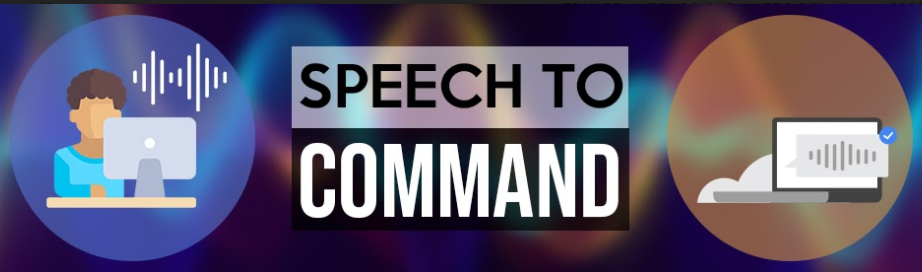 SPEECH TO
COMMAND